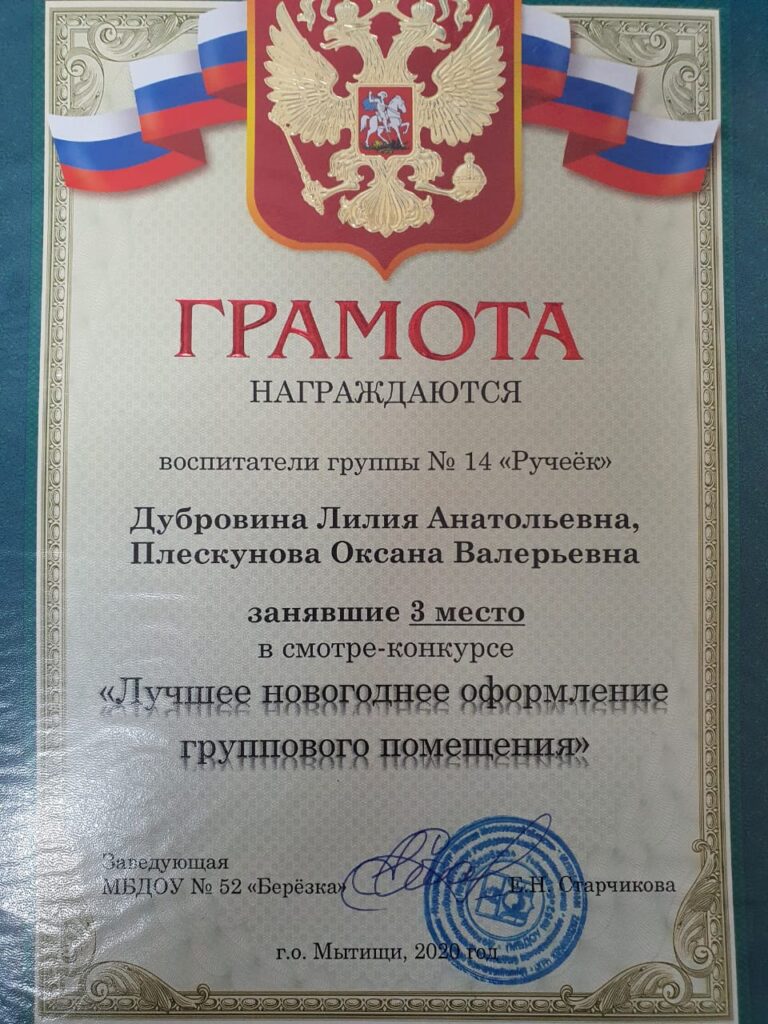 ГРАМОТА
НАГРАЖДАЮТСЯ
воспитатели группы № 14 «Ручеёк»
Дубровина Лилия Анатольевна,
Плескунова Оксана Валерьевна
занявшие 3 место
в смотре-конкурсе
«Лучшее новогоднее оформление
группового помещения»
Заведующая
МБДОУ № 52 «Берёзка» Е.Н. Старчикова
г.о. Мытищи, 2020 год